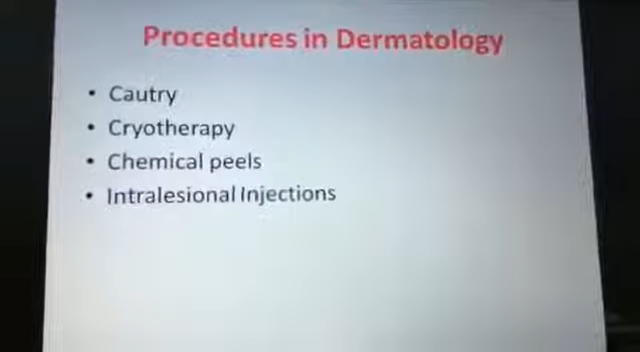 Procedures in Dermatology
• Cautry
• Cryotherapy
• Chemical peels
• Intralesional Injections